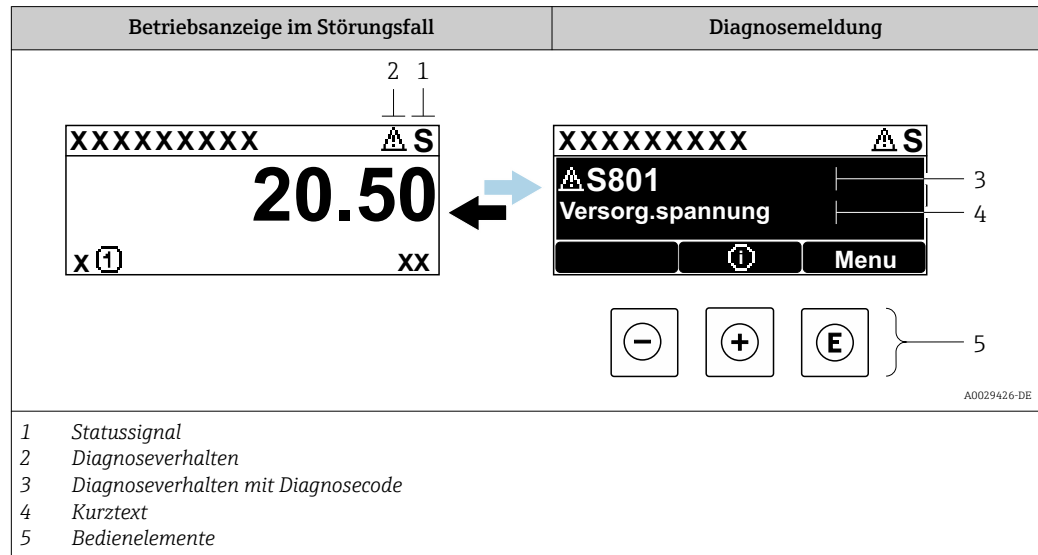 Betriebsanzeige im Störungsfall
Diagnosemeldung
2 1
XXXXXXXXX ⚠ S
20.50
x ① XX
XXXXXXXXX ⚠ S
⚠S801
Versorg.spannung
ⓘ Menu
3
4
- + E
5
A0029426-DE
1 Statussignal
2 Diagnoseverhalten
3 Diagnoseverhalten mit Diagnosecode
4 Kurztext
5 Bedienelemente